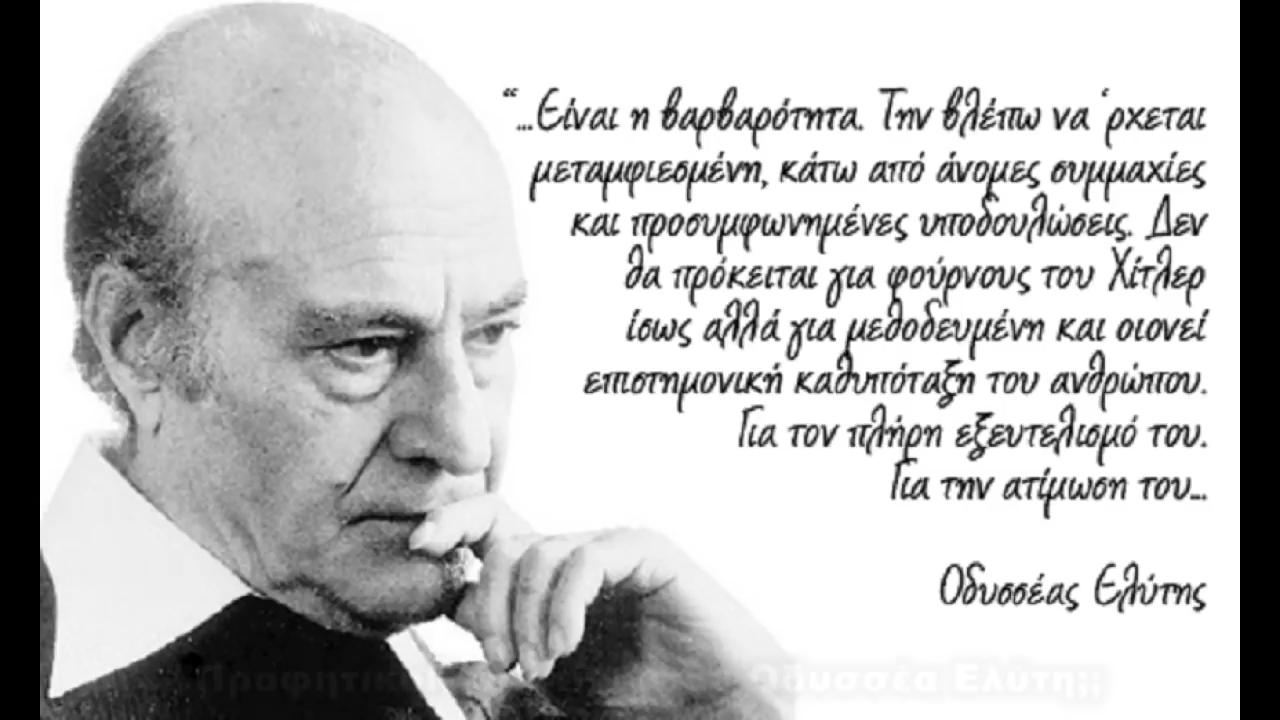 “...Είναι η βαρβαρότητα. Την βλέπω να ‘ρχεται
μεταμφιεσμένη, κάτω από άνομες συμμαχίες
και προσυμφωνημένες υποδουλώσεις. Δεν
θα πρόκειται για φούρνους του Χίτλερ
ίσως αλλά για μεθοδευμένη και οιονεί
επιστημονική καθυπόταξη του ανθρώπου.
Για τον πλήρη εξευτελισμό του.
Για την ατίμωση του...
Οδυσσέας Ελύτης
Οδυσσέα Ελύτη;;